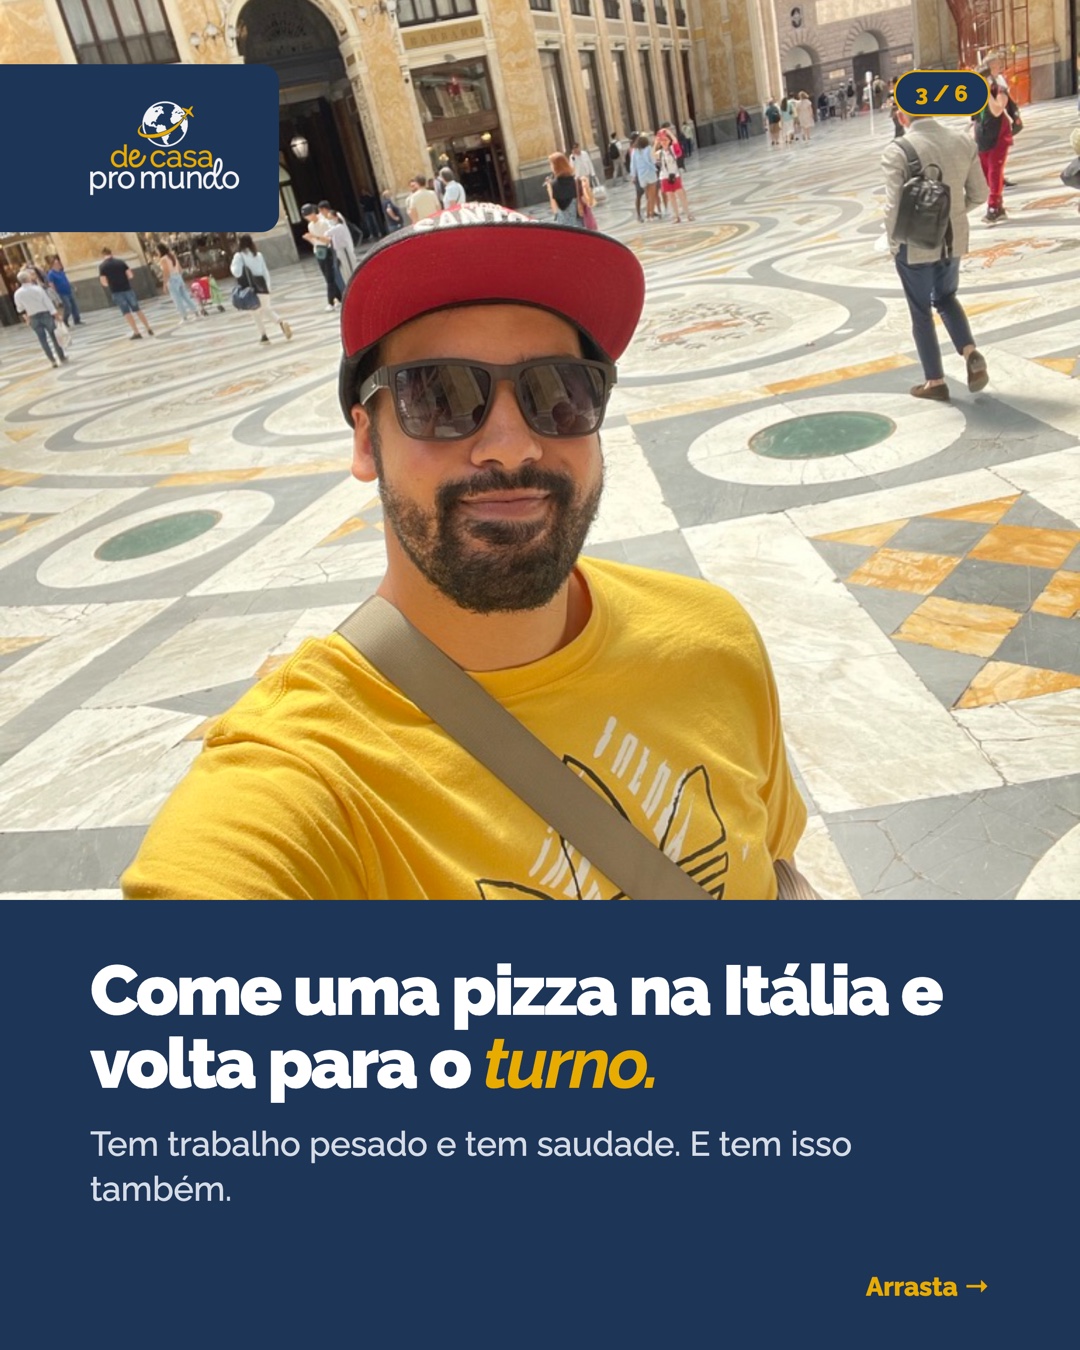 BARBARO
3 / 6
de casa
pro mundo
Come uma pizza na Itália e
volta para o turno.
Tem trabalho pesado e tem saudade. E tem isso
também.
Arrasta →